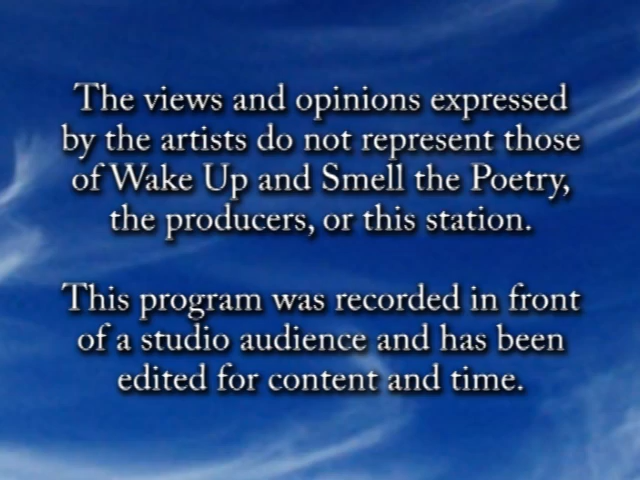 The views and opinions expressed
by the artists do not represent those
of Wake Up and Smell the Poetry,
the producers, or this station.
This program was recorded in front
of a studio audience and has been
edited for content and time.